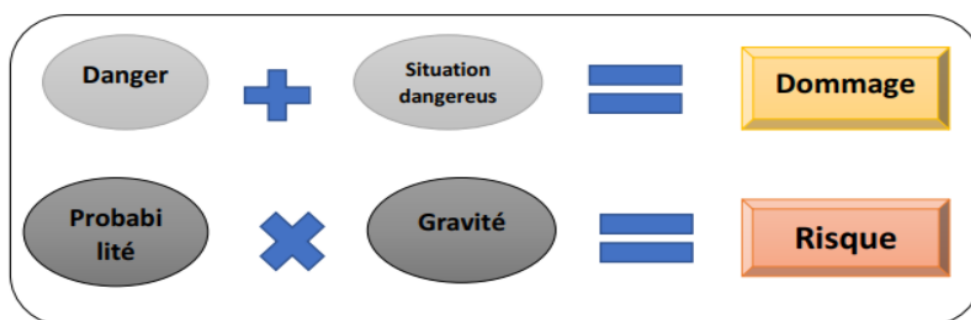 Danger
Situation
dangereus
Dommage
Probabi
lité
Gravité
Risque